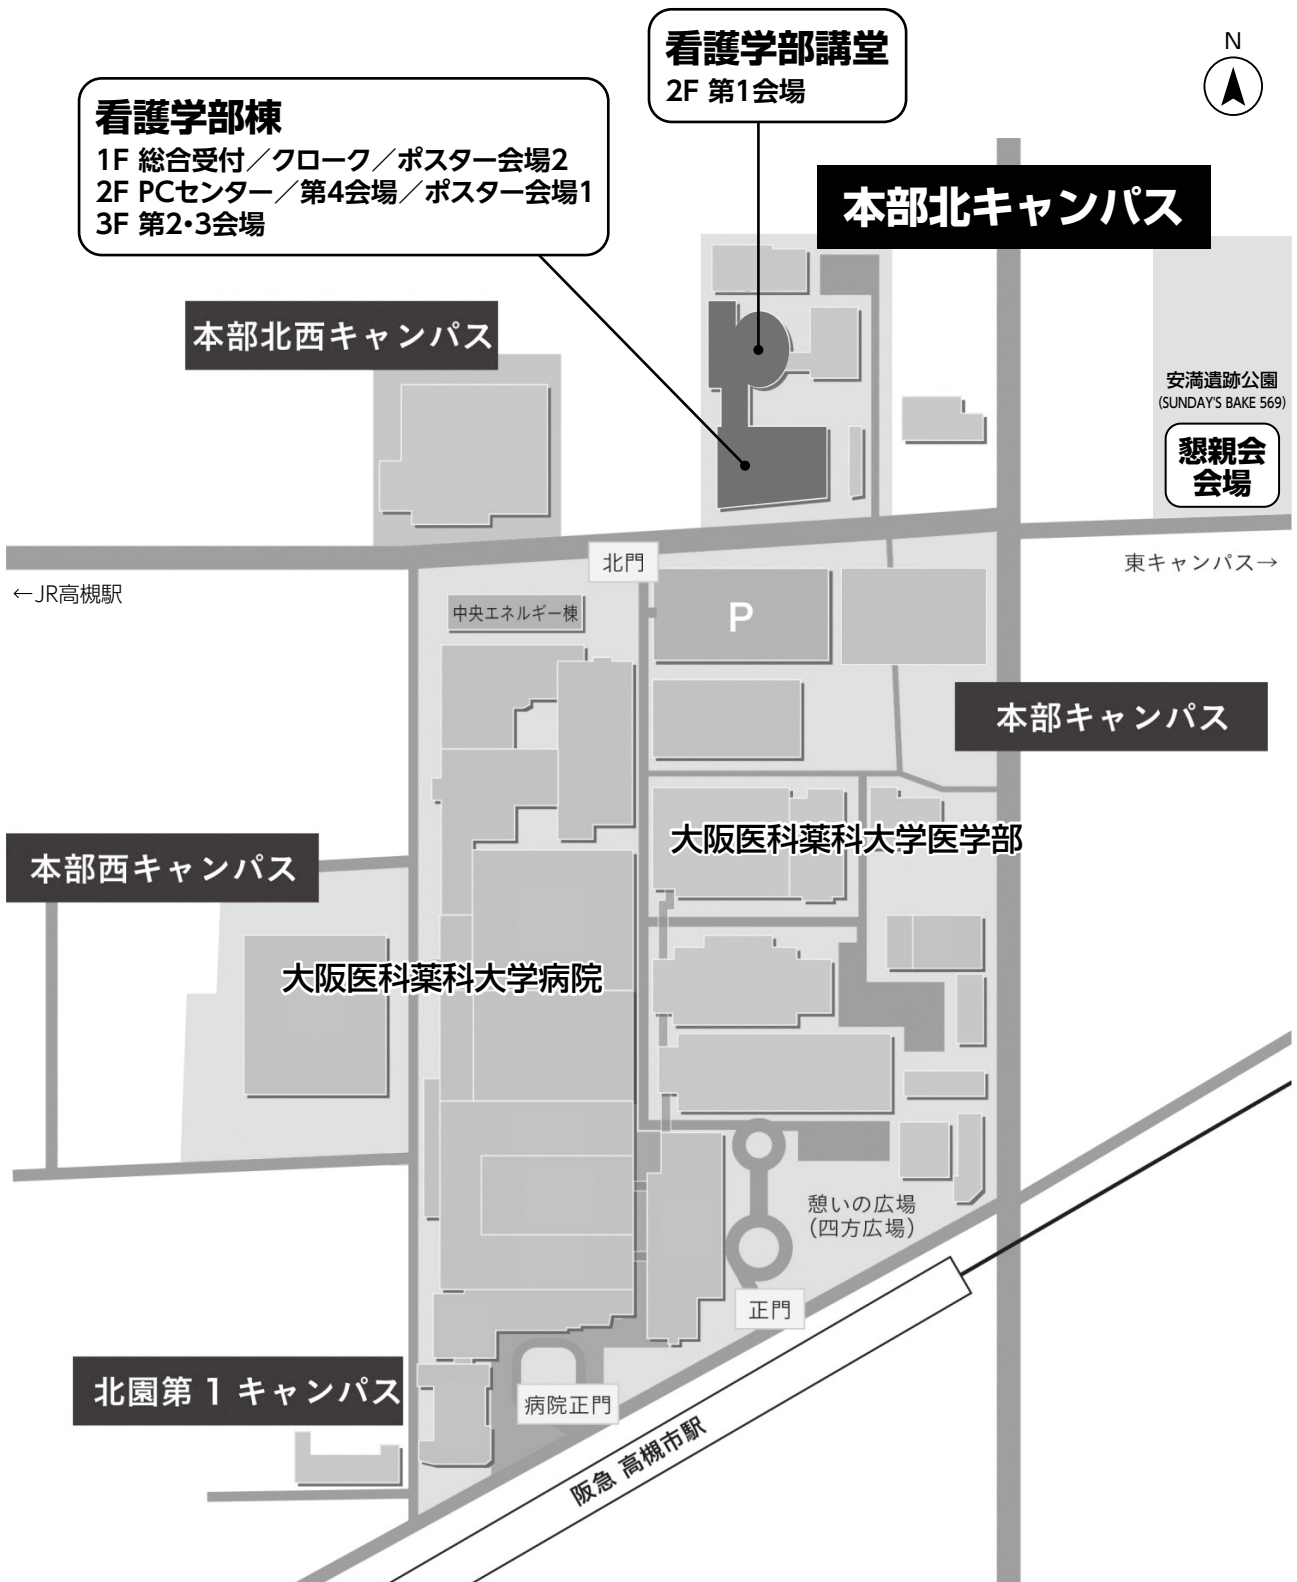 看護学部講堂
2F 第1会場
N
看護学部棟
1F 総合受付／クローク／ポスター会場2
2F PCセンター／第4会場／ポスター会場1
3F 第2・3会場
本部北キャンパス
本部北西キャンパス
安満遺跡公園
(SUNDAY'S BAKE 569)
懇親会
会場
北門
東キャンパス→
←JR高槻駅
中央エネルギー棟
P
本部キャンパス
大阪医科薬科大学医学部
本部西キャンパス
大阪医科薬科大学病院
憩いの広場
（四方広場）
正門
北園第1キャンパス
病院正門
阪急 高槻市駅